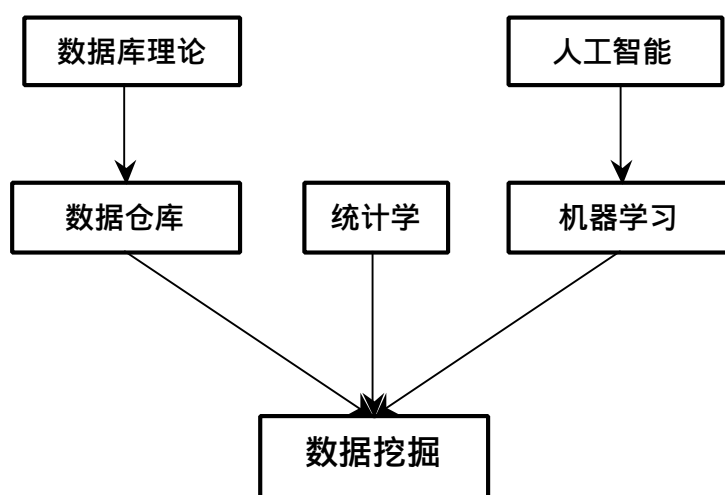 数据库理论
人工智能
数据仓库
统计学
机器学习
数据挖掘